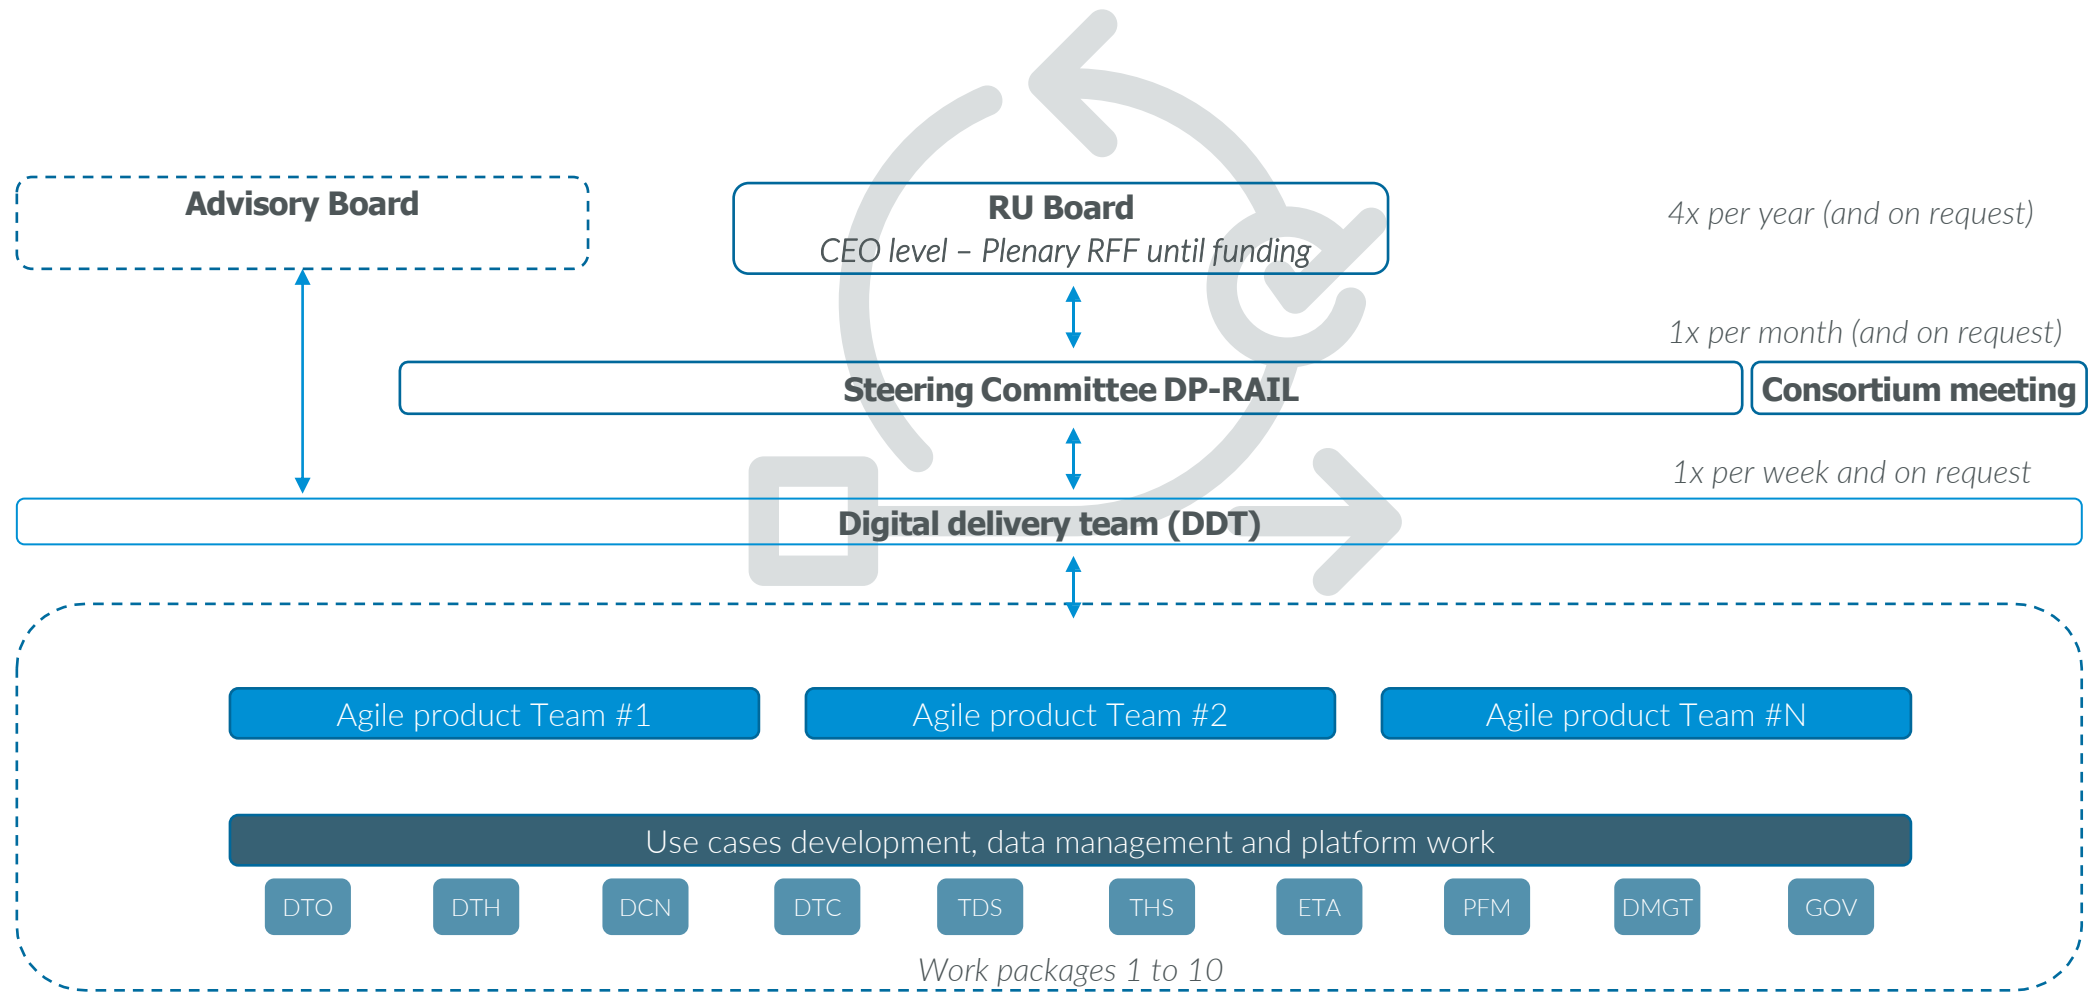 Advisory Board
RU Board
CEO level – Plenary RFF until funding
4x per year (and on request)
1x per month (and on request)
Steering Committee DP-RAIL
Consortium meeting
1x per week and on request
Digital delivery team (DDT)
Agile product Team #1
Agile product Team #2
Agile product Team #N
Use cases development, data management and platform work
DTO
DTH
DCN
DTC
TDS
THS
ETA
PFM
DMGT
GOV
Work packages 1 to 10